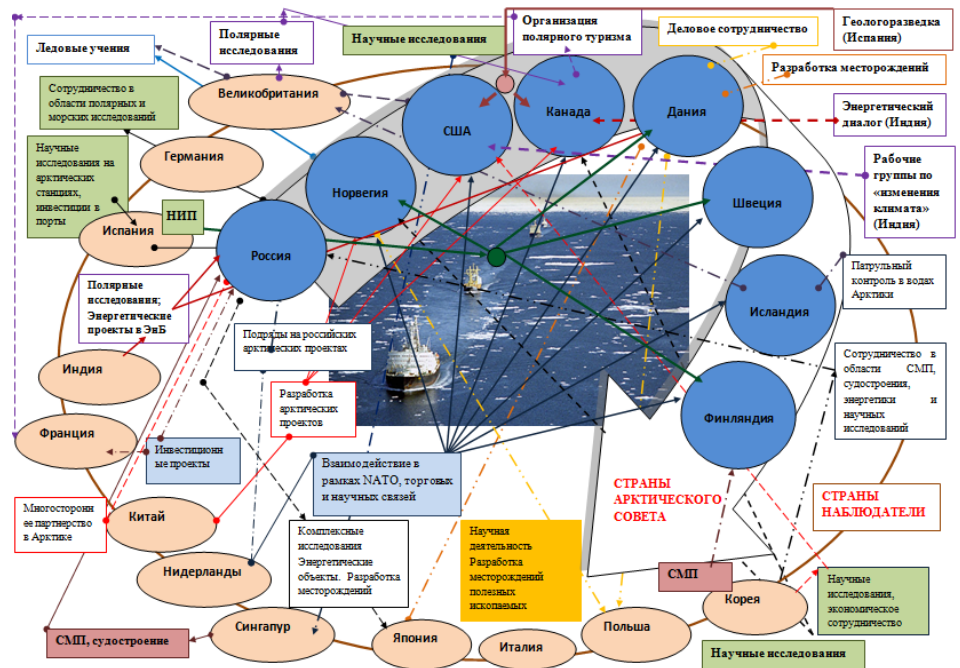 Полярные
исследования
Научные исследования
Организация
полярного туризма
Деловое сотрудничество
Геологоразведка
(Испания)
Ледовые учения
Разработка месторождений
Великобритания
Сотрудничество в
области полярных и
морских исследований
США
Канада
Дания
Энергетический
диалог (Индия)
Германия
Научные
исследования на
арктических
станциях,
инвестиции в
порты
Норвегия
Швеция
Рабочие
группы по
«изменения
климата»
(Индия)
НИП
Испания
Россия
Полярные
исследования;
Энергетические
проекты в ЭнБ
Исландия
Патрульный
контроль в водах
Арктики
Подряды на российских
арктических проектах
Индия
Сотрудничество в
области СМП,
судостроения,
энергетики и
научных
исследований
Разработка
арктических
проектов
Финляндия
Франция
Инвестицион
ные проекты
Взаимодействие в
рамках NATO, торговых
и научных связей
СТРАНЫ
АРКТИЧЕСКОГО
СОВЕТА
СТРАНЫ
НАБЛЮДАТЕЛИ
Многосторон
нее партнерство
в Арктике
Китай
Комплексные
исследования
Энергетические
объекты. Разработка
месторождений
Научная
деятельность
Разработка
месторождений
полезных
ископаемых
Нидерланды
СМП
Корея
Научные
исследования,
экономическое
сотрудничество
СМП, судостроение
Сингапур
Япония
Италия
Польша
Научные исследования